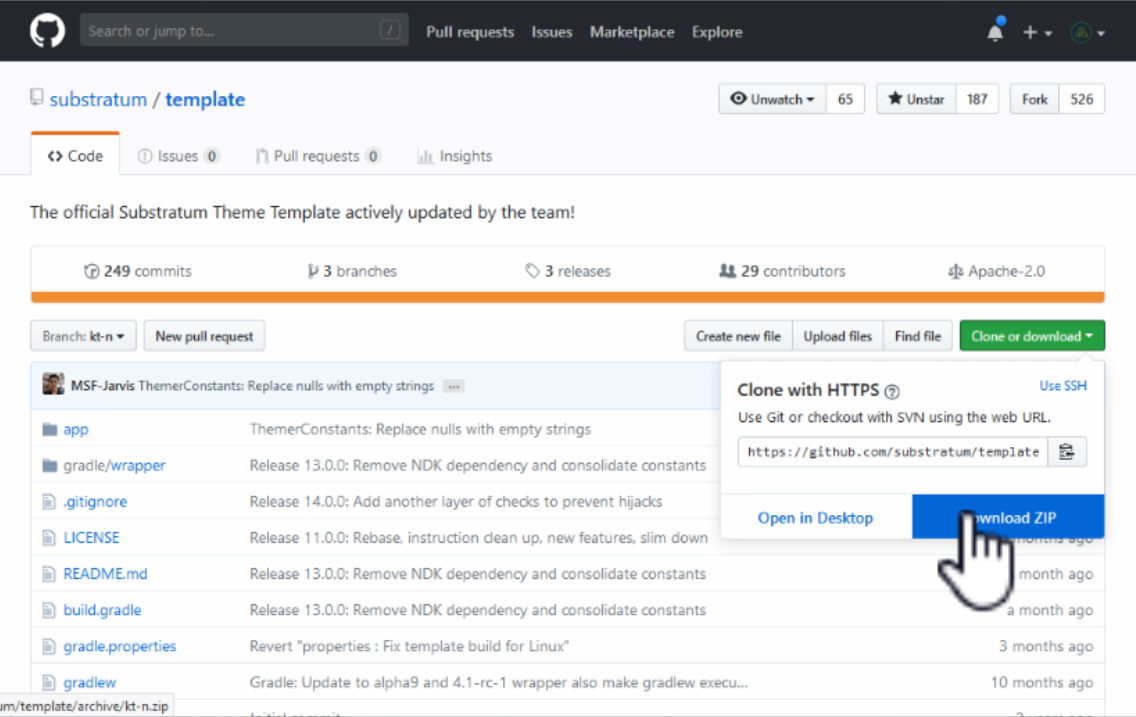 Search or jump to... / Pull requests Issues Marketplace Explore
substratum / template Unwatch 65 Unstar 187 Fork 526
Code Issues 0 Pull requests 0 Insights
The official Substratum Theme Template actively updated by the team!
249 commits 3 branches 3 releases 29 contributors Apache-2.0
Branch: kt-n New pull request Create new file Upload files Find file Clone or download
MSF-Jarvis ThemerConstants: Replace nulls with empty strings ...
Clone with HTTPS ? Use SSH
Use Git or checkout with SVN using the web URL.
https://github.com/substratum/template
Open in Desktop wnload ZIP
app ThemerConstants: Replace nulls with empty strings
gradle/wrapper Release 13.0.0: Remove NDK dependency and consolidate constants
.gitignore Release 14.0.0: Add another layer of checks to prevent hijacks
LICENSE Release 11.0.0: Rebase, instruction clean up, new features, slim down months ago
README.md Release 13.0.0: Remove NDK dependency and consolidate constants month ago
build.gradle Release 13.0.0: Remove NDK dependency and consolidate constants a month ago
gradle.properties Revert "properties : Fix template build for Linux" 3 months ago
gradlew Gradle: Update to alpha9 and 4.1-rc-1 wrapper also make gradlew execu... 10 months ago
um/template/archive/kt-n.zip Initial commit